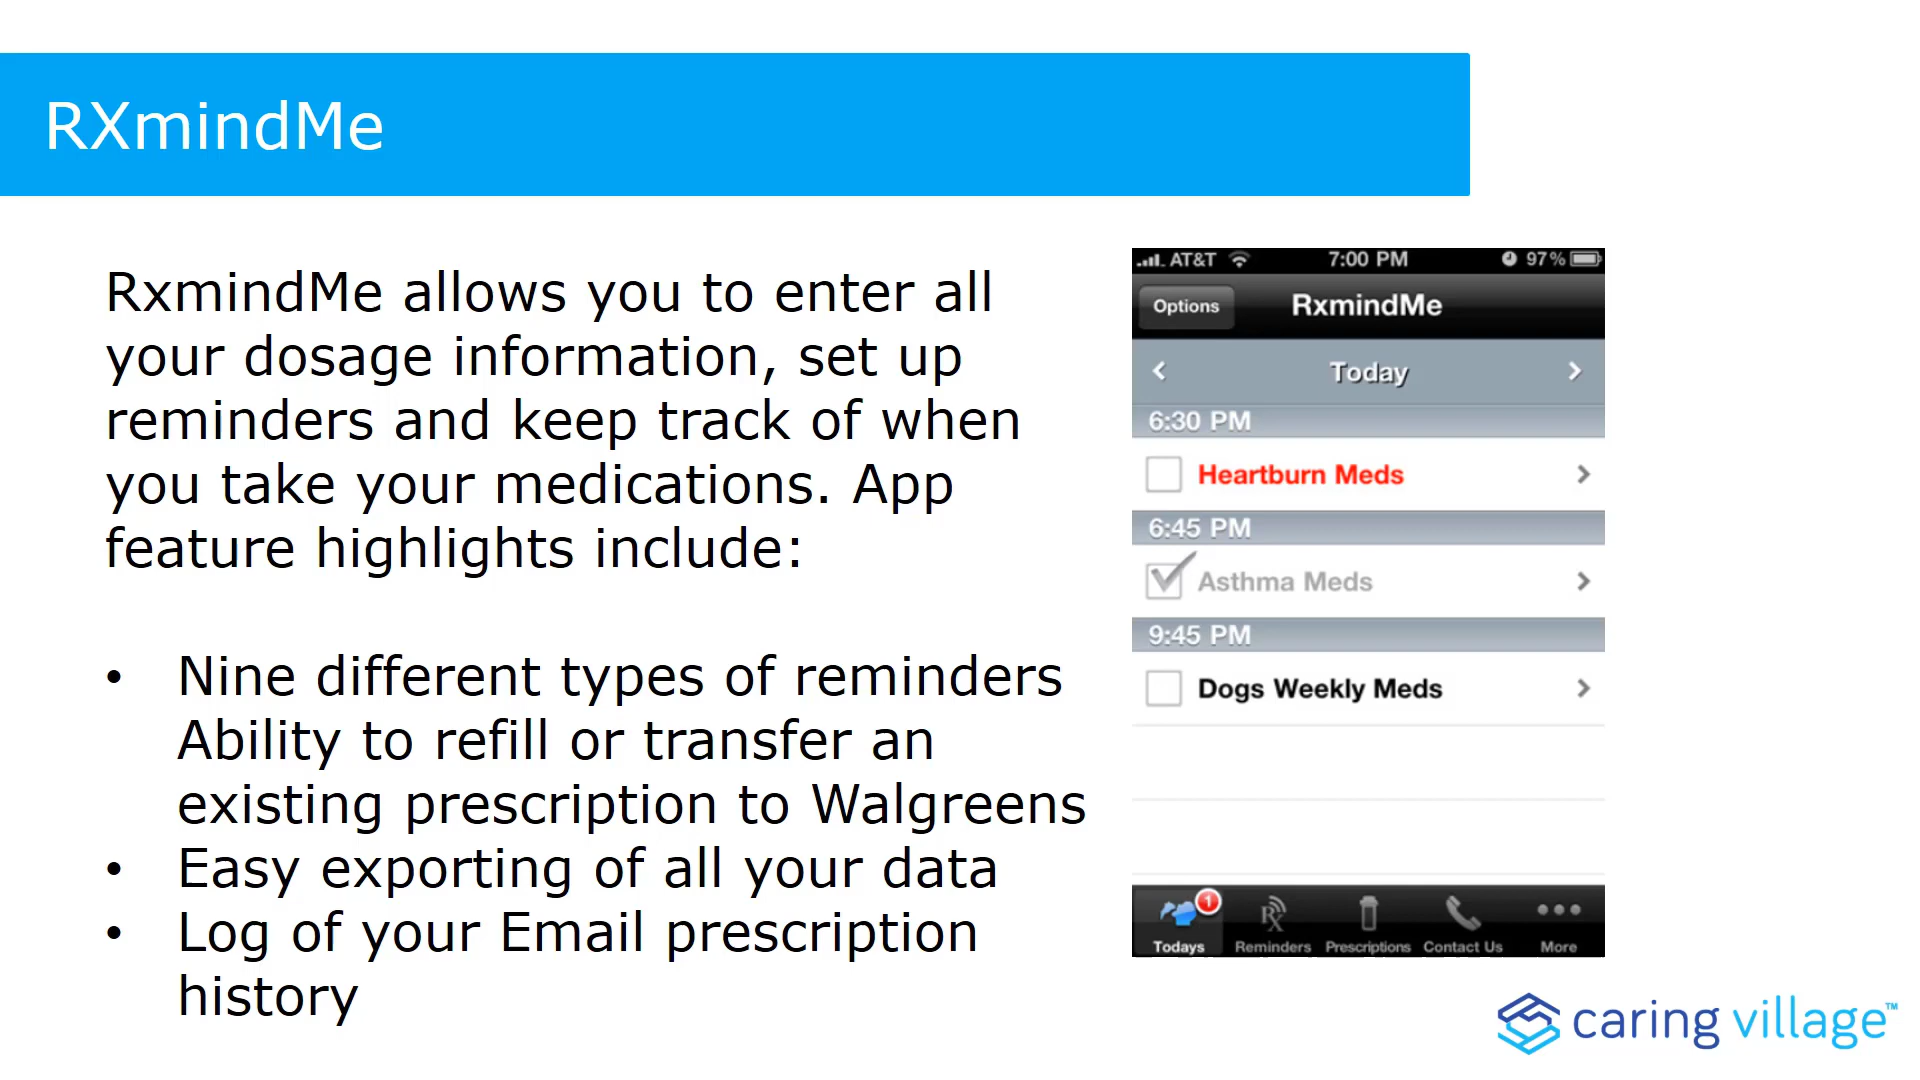 RXmindMe
RxmindMe allows you to enter all
your dosage information, set up
reminders and keep track of when
you take your medications. App
feature highlights include:
• Nine different types of reminders
Ability to refill or transfer an
existing prescription to Walgreens
• Easy exporting of all your data
• Log of your Email prescription
history
AT&T 7:00 PM 97%
Options RxmindMe
Today
6:30 PM
Heartburn Meds
6:45 PM
Asthma Meds
9:45 PM
Dogs Weekly Meds
1
Rx
Todays Reminders Prescriptions Contact Us More
caring village™